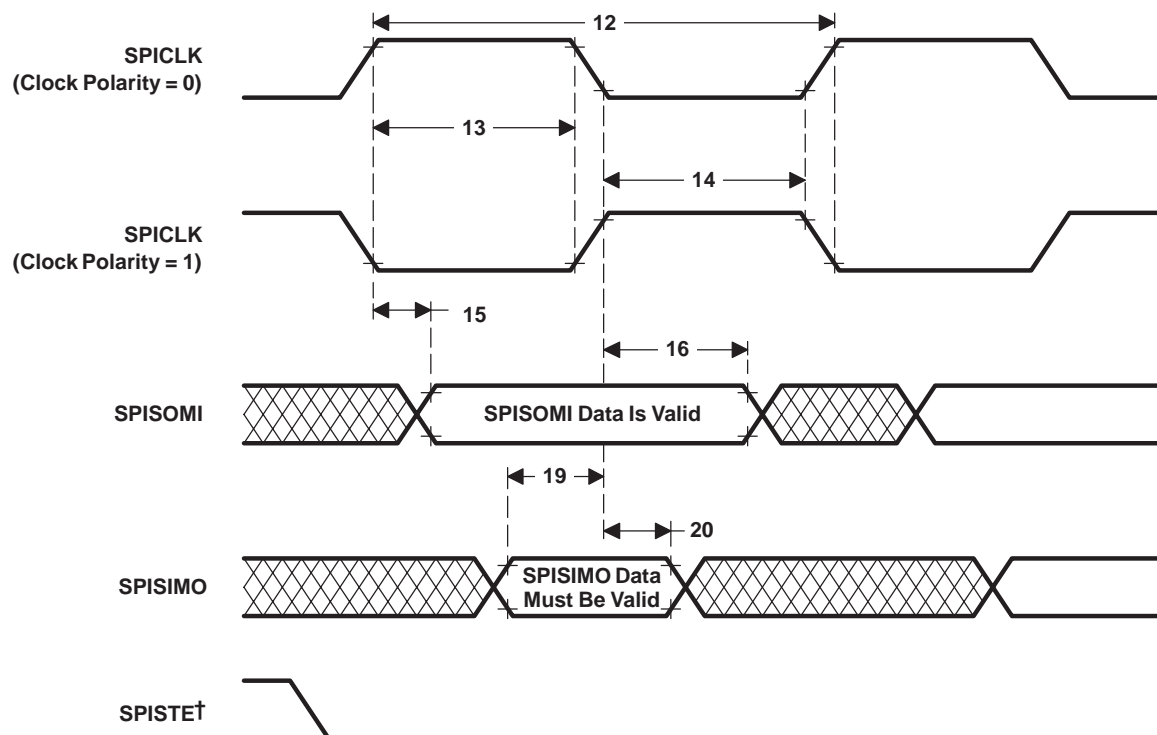 12
SPICLK
(Clock Polarity = 0)
13
14
SPICLK
(Clock Polarity = 1)
15
16
SPISOMI
SPISOMI Data Is Valid
19
20
SPISIMO
SPISIMO Data
Must Be Valid
SPISTE†